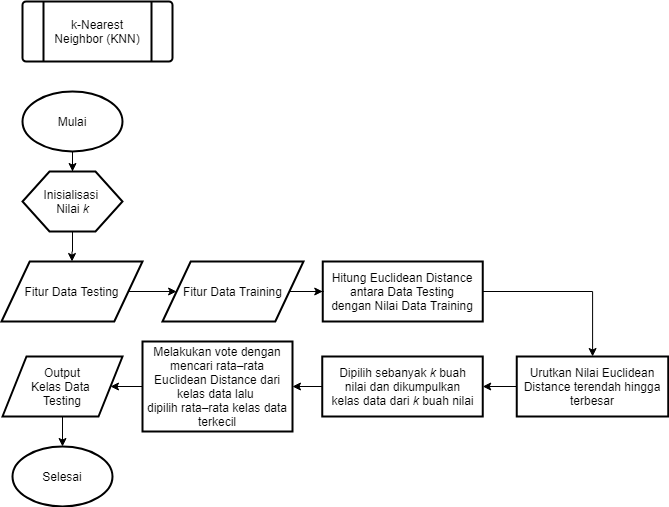 k-Nearest
Neighbor (KNN)
Mulai
Inisialisasi
Nilai k
Fitur Data Testing
Fitur Data Training
Hitung Euclidean Distance
antara Data Testing
dengan Nilai Data Training
Urutkan Nilai Euclidean
Distance terendah hingga
terbesar
Dipilih sebanyak k buah
nilai dan dikumpulkan
kelas data dari k buah nilai
Melakukan vote dengan
mencari rata–rata
Euclidean Distance dari
kelas data lalu
dipilih rata–rata kelas data
terkecil
Output
Kelas Data
Testing
Selesai